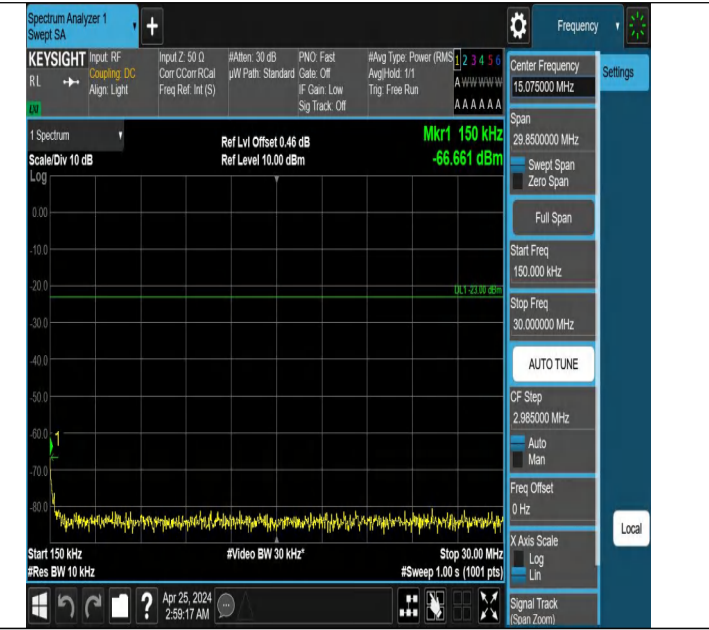 Spectrum Analyzer 1
Swept SA
+
Frequency
KEYSIGHT
RL
LXI
Input: RF
Coupling: DC
Align: Light
Input Z: 50 Ω
Corr CCorr RCal
Freq Ref: Int (S)
#Atten: 30 dB
µW Path: Standard
PNO: Fast
Gate: Off
IF Gain: Low
Sig Track: Off
#Avg Type: Power (RMS
Avg|Hold: 1/1
Trig: Free Run
1 2 3 4 5 6
A W W W W W
A A A A A A
1 Spectrum
Scale/Div 10 dB
Log
Ref Lvl Offset 0.46 dB
Ref Level 10.00 dBm
Mkr1 150 kHz
-66.661 dBm
0.00
-10.0
-20.0
DL1 -23.00 dBm
-30.0
-40.0
-50.0
-60.0
1
-70.0
-80.0
Start 150 kHz
#Video BW 30 kHz*
Stop 30.00 MHz
#Res BW 10 kHz
#Sweep 1.00 s (1001 pts)
Center Frequency
15.075000 MHz
Settings
Span
29.8500000 MHz
Swept Span
Zero Span
Full Span
Start Freq
150.000 kHz
Stop Freq
30.000000 MHz
AUTO TUNE
CF Step
2.985000 MHz
Auto
Man
Freq Offset
0 Hz
X Axis Scale
Log
Lin
Local
Signal Track
(Span Zoom)
?
Apr 25, 2024
2:59:17 AM